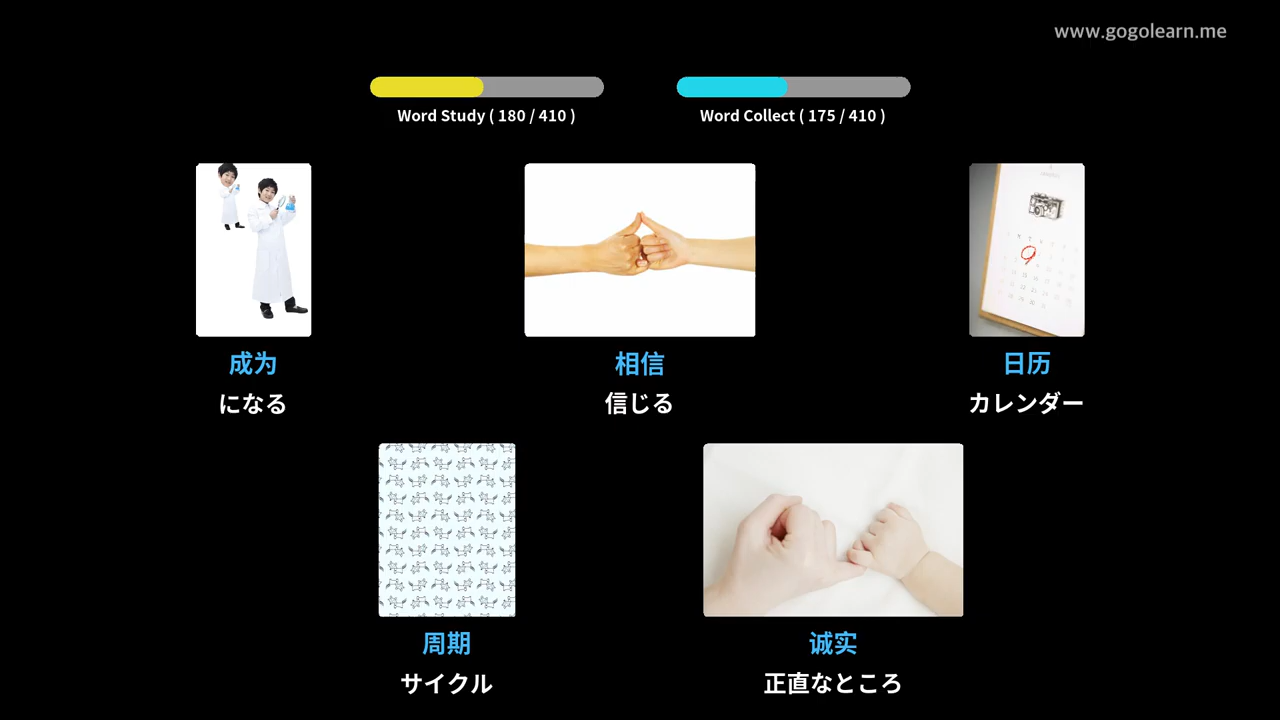 www.gogolearn.me
Word Study ( 180 / 410 )
Word Collect ( 175 / 410 )
成为
になる
相信
信じる
日历
カレンダー
周期
サイクル
诚实
正直なところ